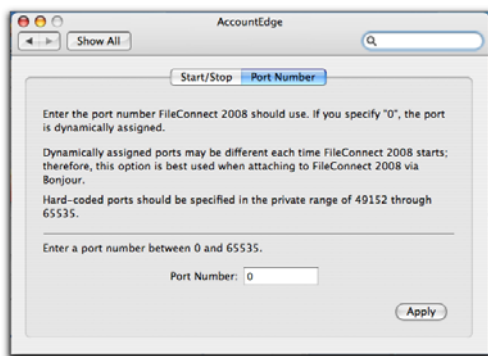 AccountEdge
Show All
Start/Stop Port Number
Enter the port number FileConnect 2008 should use. If you specify "0", the port
is dynamically assigned.
Dynamically assigned ports may be different each time FileConnect 2008 starts;
therefore, this option is best used when attaching to FileConnect 2008 via
Bonjour.
Hard-coded ports should be specified in the private range of 49152 through
65535.
Enter a port number between 0 and 65535.
Port Number: 0
Apply